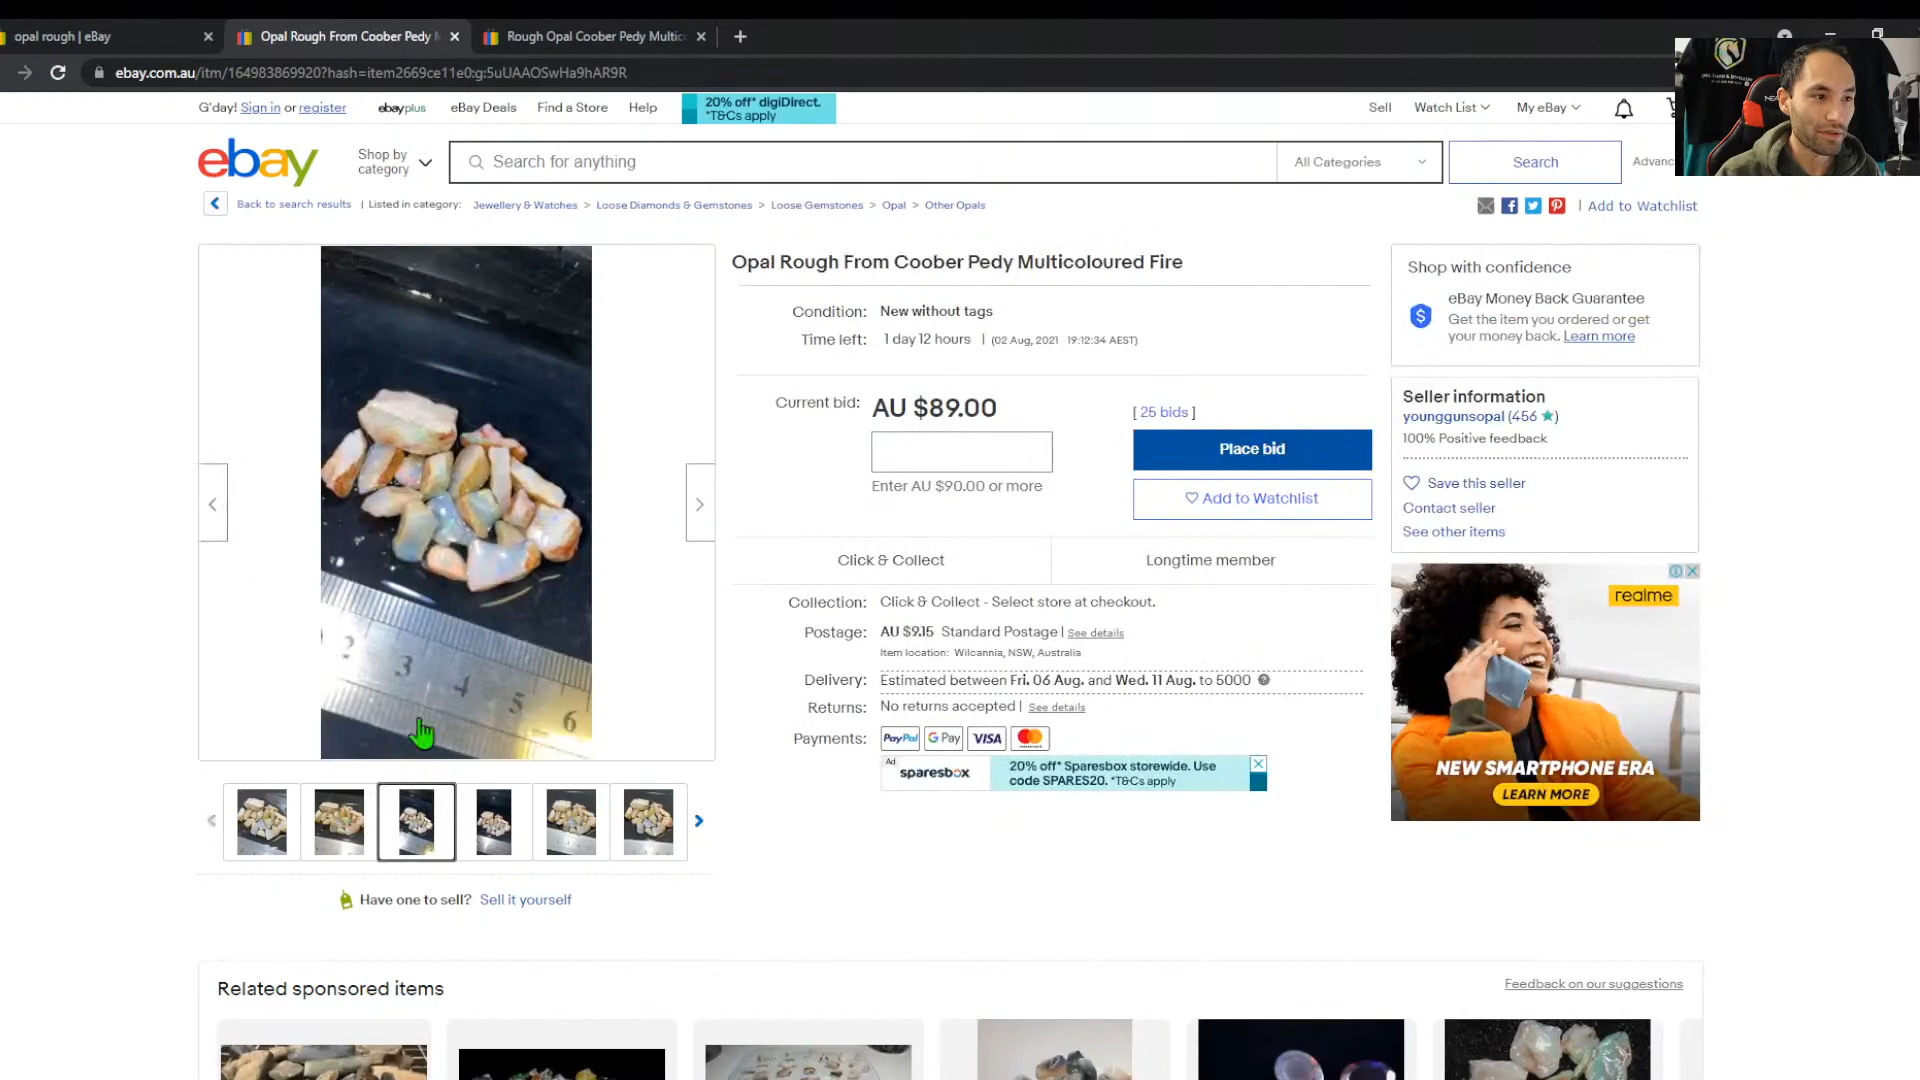 opal rough | eBay
Opal Rough From Coober Pedy
Rough Opal Coober Pedy Multic
ebay.com.au/itm/164983869920?hash=item2669ce11e0:g:5uUAAOSwHa9hAR9R
G'day! Sign in or register
ebayplus
eBay Deals
Find a Store
Help
20% off* digiDirect.
*T&Cs apply
Sell
Watch List
My eBay
ebay
Shop by
category
Search for anything
All Categories
Search
Advanc
Back to search results | Listed in category: Jewellery & Watches > Loose Diamonds & Gemstones > Loose Gemstones > Opal > Other Opals
| Add to Watchlist
Opal Rough From Coober Pedy Multicoloured Fire
Condition: New without tags
Time left: 1 day 12 hours | (02 Aug, 2021 19:12:34 AEST)
Current bid: AU $89.00
[ 25 bids ]
Place bid
Enter AU $90.00 or more
Add to Watchlist
Click & Collect
Longtime member
Collection: Click & Collect - Select store at checkout.
Postage: AU $9.15 Standard Postage | See details
Item location: Wilcannia, NSW, Australia
Delivery: Estimated between Fri. 06 Aug. and Wed. 11 Aug. to 5000
Returns: No returns accepted | See details
Payments: PayPal G Pay VISA
Ad
sparesbox
20% off* Sparesbox storewide. Use
code SPARES20. *T&Cs apply
Shop with confidence
eBay Money Back Guarantee
Get the item you ordered or get
your money back. Learn more
Seller information
younggunsopal (456 )
100% Positive feedback
Save this seller
Contact seller
See other items
realme
NEW SMARTPHONE ERA
LEARN MORE
2 3 4 5 6
Have one to sell? Sell it yourself
Related sponsored items
Feedback on our suggestions